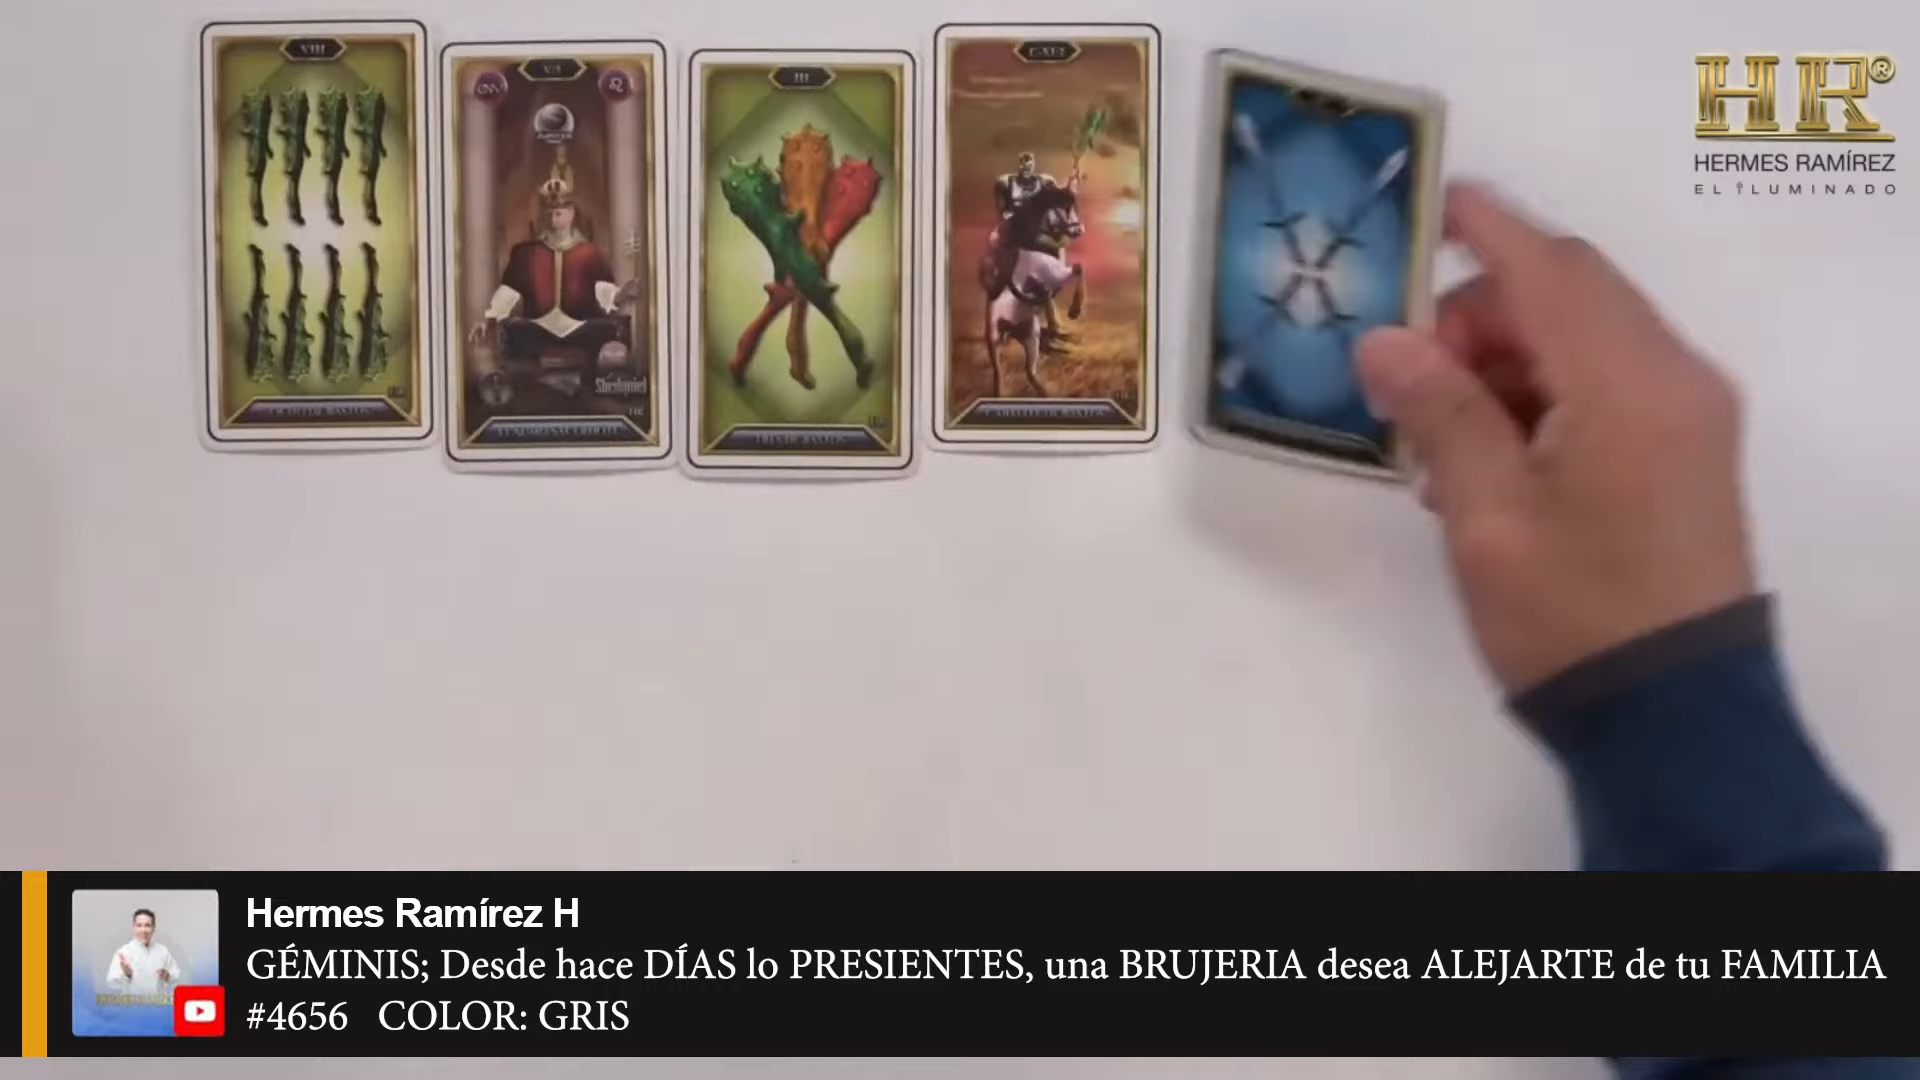 VIII
III
HR®
HERMES RAMÍREZ
EL ILUMINADO
Hermes Ramírez H
GÉMINIS; Desde hace DÍAS lo PRESIENTES, una BRUJERIA desea ALEJARTE de tu FAMILIA
#4656 COLOR: GRIS